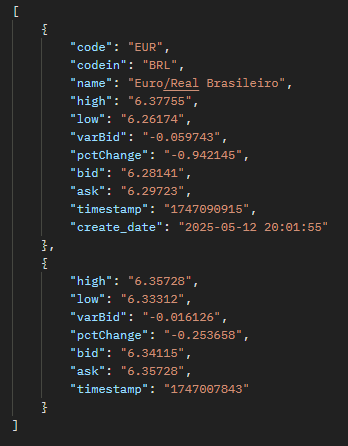 [
    {
        "code": "EUR",
        "codein": "BRL",
        "name": "Euro/Real Brasileiro",
        "high": "6.37755",
        "low": "6.26174",
        "varBid": "-0.059743",
        "pctChange": "-0.942145",
        "bid": "6.28141",
        "ask": "6.29723",
        "timestamp": "1747090915",
        "create_date": "2025-05-12 20:01:55"
    },
    {
        "high": "6.35728",
        "low": "6.33312",
        "varBid": "-0.016126",
        "pctChange": "-0.253658",
        "bid": "6.34115",
        "ask": "6.35728",
        "timestamp": "1747007843"
    }
]